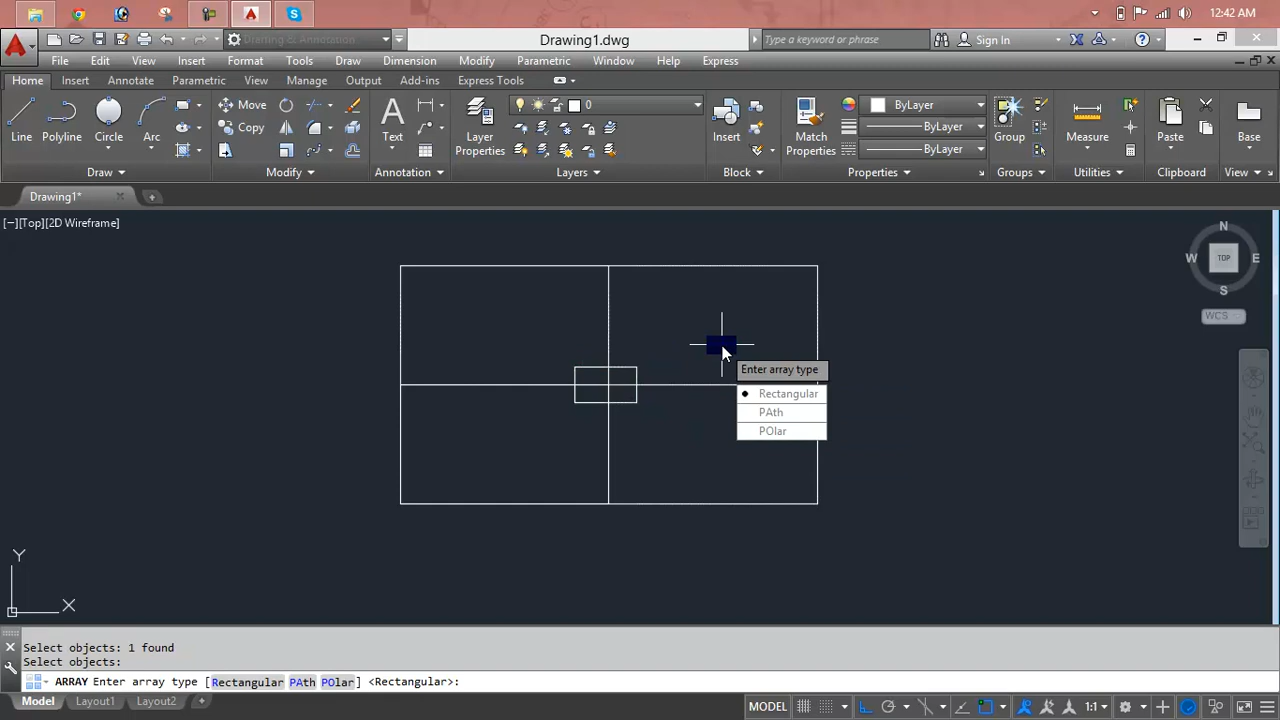 12:42 AM
Drafting & Annotation
Drawing1.dwg
Type a keyword or phrase
Sign In
File Edit View Insert Format Tools Draw Dimension Modify Parametric Window Help Express
Home Insert Annotation Parametric View Manage Output Add-ins Express Tools
Move
0
ByLayer
Copy
ByLayer
Line Polyline Circle Arc Text Layer Properties Insert Match Properties Group Measure Paste Base
ByLayer
Draw Modify Annotation Layers Block Properties Groups Utilities Clipboard View
Drawing1*
[−][Top][2D Wireframe]
N
W TOP E
S
WCS
Enter array type
Rectangular
PAth
POlar
Y
X
Select objects: 1 found
Select objects:
ARRAY Enter array type [Rectangular PAth POlar] <Rectangular>:
Model Layout1 Layout2
MODEL
1:1